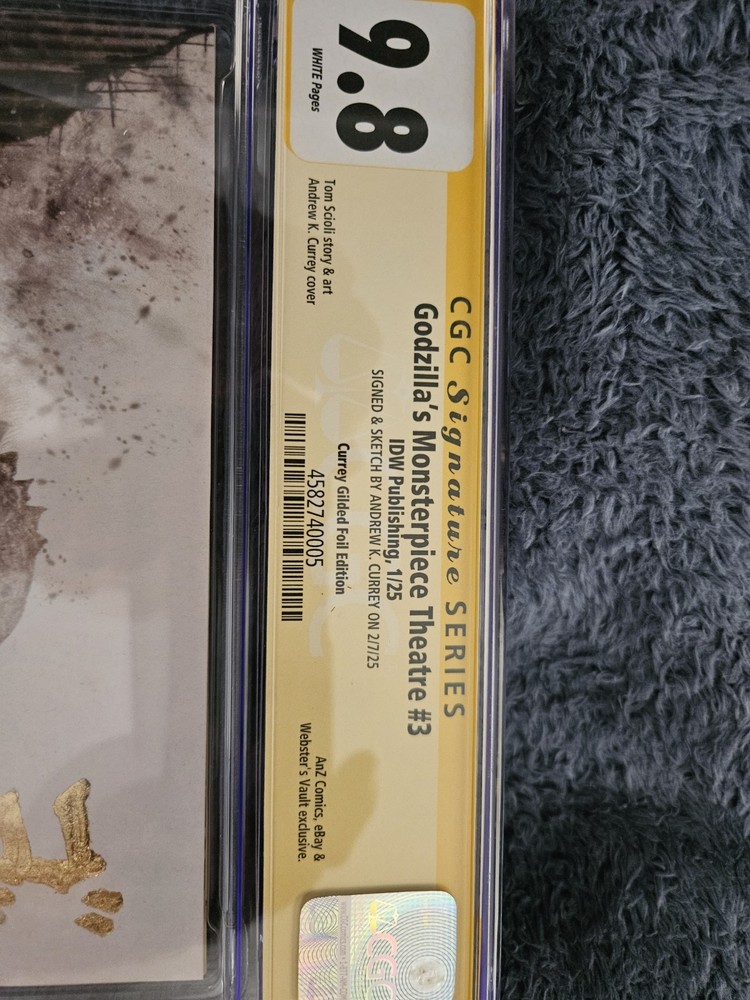 9.8
WHITE Pages
Tom Scioli story & art
Andrew K. Currey cover
CGC Signature SERIES
Godzilla's Monsterpiece Theatre #3
IDW Publishing, 1/25
SIGNED & SKETCH BY ANDREW K. CURREY ON 2/7/25
Currey Gilded Foil Edition
4582740005
AnZ Comics, eBay &
Webster's Vault exclusive.
CGC